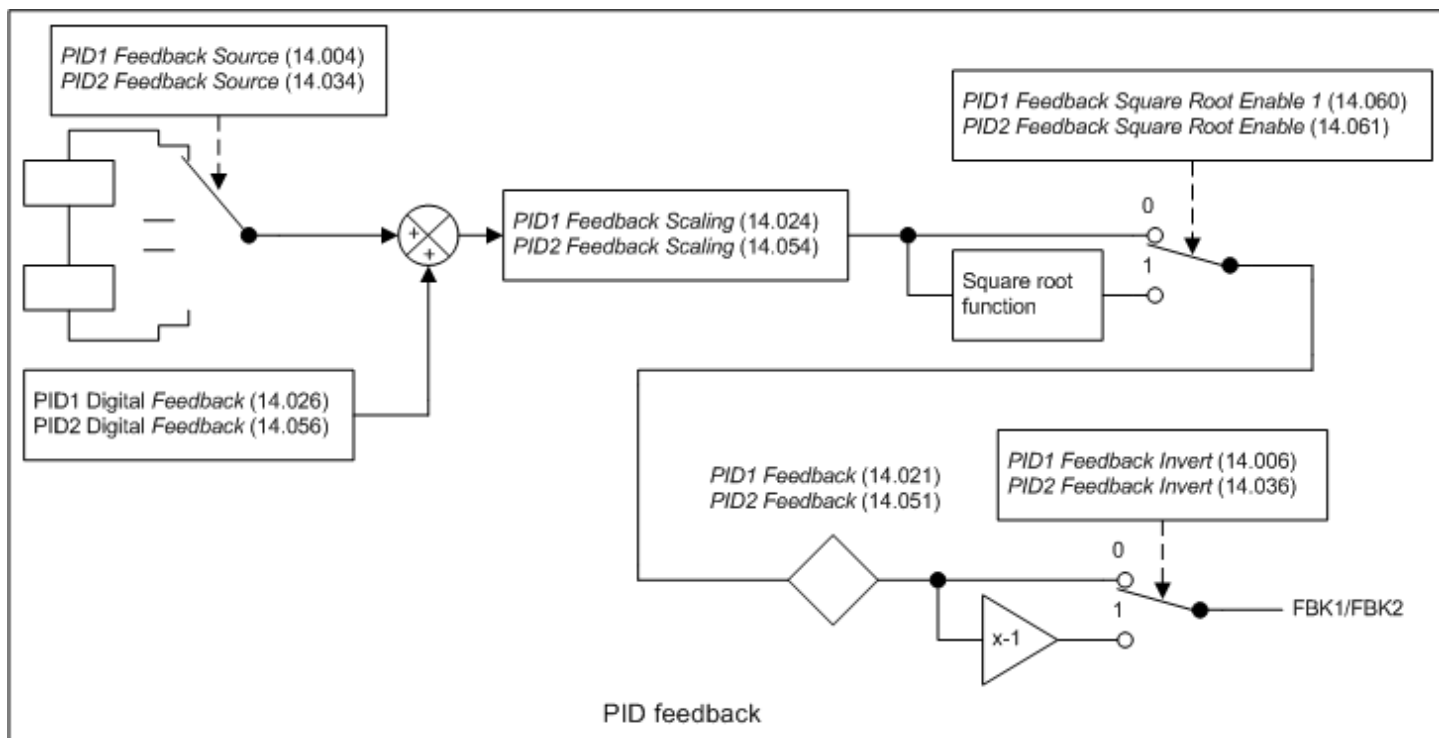 PID1 Feedback Source (14.004)
PID2 Feedback Source (14.034)
PID1 Feedback Square Root Enable 1 (14.060)
PID2 Feedback Square Root Enable (14.061)
+
+
PID1 Feedback Scaling (14.024)
PID2 Feedback Scaling (14.054)
0
1
Square root
function
PID1 Digital Feedback (14.026)
PID2 Digital Feedback (14.056)
PID1 Feedback (14.021)
PID2 Feedback (14.051)
PID1 Feedback Invert (14.006)
PID2 Feedback Invert (14.036)
0
1
x-1
FBK1/FBK2
PID feedback